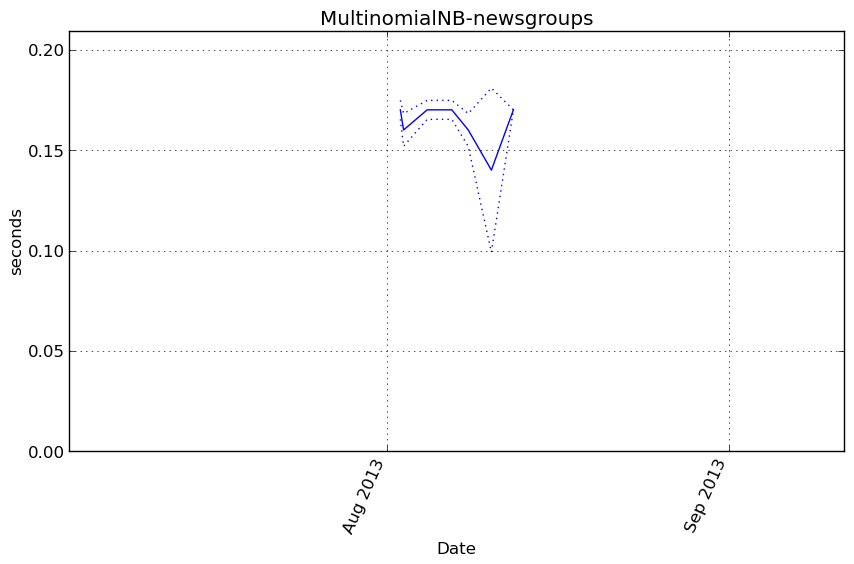 MultinomialNB-newsgroups
0.20
0.15
0.10
0.05
0.00
seconds
Aug 2013
Sep 2013
Date